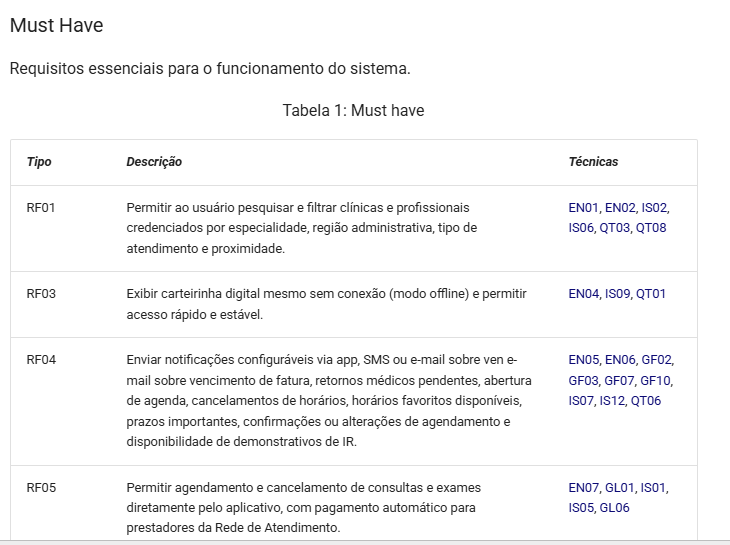 Must Have
Requisitos essenciais para o funcionamento do sistema.
Tabela 1: Must have
Tipo Descrição Técnicas
RF01 Permitir ao usuário pesquisar e filtrar clínicas e profissionais EN01, EN02, IS02,
credenciados por especialidade, região administrativa, tipo de IS06, QT03, QT08
atendimento e proximidade.
RF03 Exibir carteirinha digital mesmo sem conexão (modo offline) e permitir EN04, IS09, QT01
acesso rápido e estável.
RF04 Enviar notificações configuráveis via app, SMS ou e-mail sobre ven e- EN05, EN06, GF02,
mail sobre vencimento de fatura, retornos médicos pendentes, abertura GF03, GF07, GF10,
de agenda, cancelamentos de horários, horários favoritos disponíveis, IS07, IS12, QT06
prazos importantes, confirmações ou alterações de agendamento e
disponibilidade de demonstrativos de IR.
RF05 Permitir agendamento e cancelamento de consultas e exames EN07, GL01, IS01,
diretamente pelo aplicativo, com pagamento automático para IS05, GL06
prestadores da Rede de Atendimento.